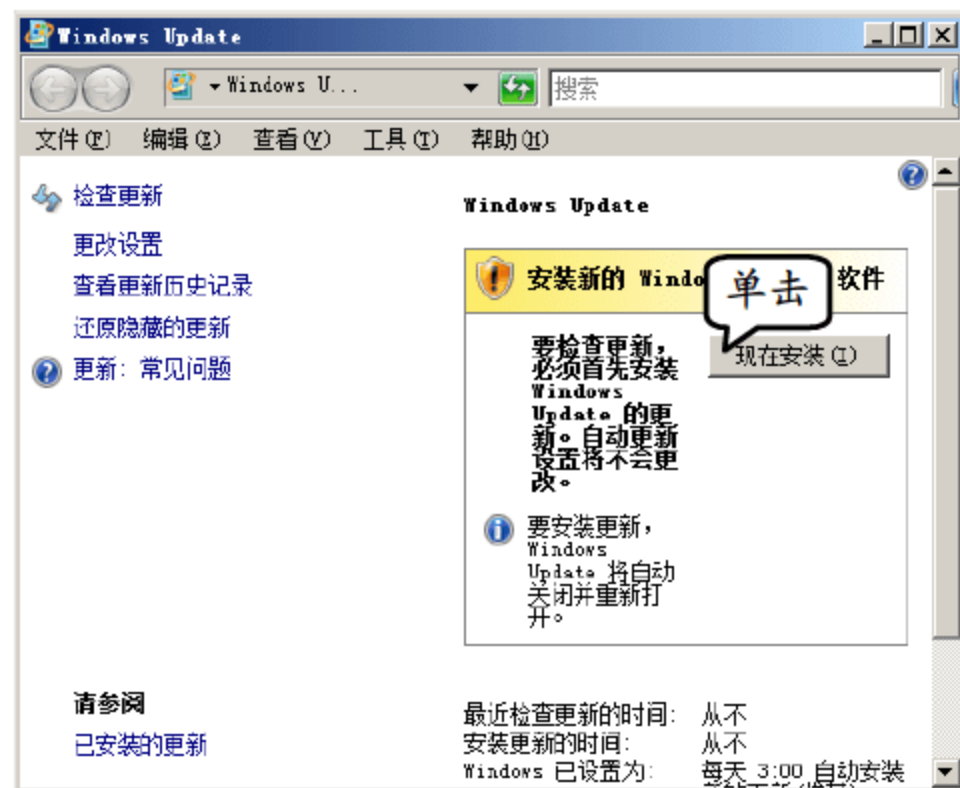 Windows Update
Windows U...
搜索
文件(F) 编辑(E) 查看(V) 工具(T) 帮助(H)
检查更新
更改设置
查看更新历史记录
还原隐藏的更新
更新: 常见问题
请参阅
已安装的更新
Windows Update
安装新的 Windo
软件
单击
现在安装(I)
要检查更新，
必须首先安装
Windows
Update 的更
新。自动更新
设置将不会更
改。
要安装更新，
Windows
Update 将自动
关闭并重新打
开。
最近检查更新的时间: 从不
安装更新的时间: 从不
Windows 已设置为: 每天 3:00 自动安装